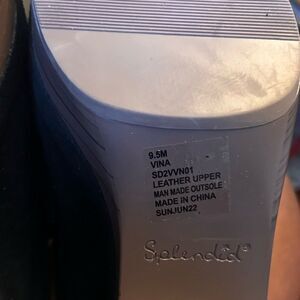 9.5M
VINA
SD2VVN01
LEATHER UPPER
MAN MADE OUTSOLE
MADE IN CHINA
SUNJUN22
Splendid®